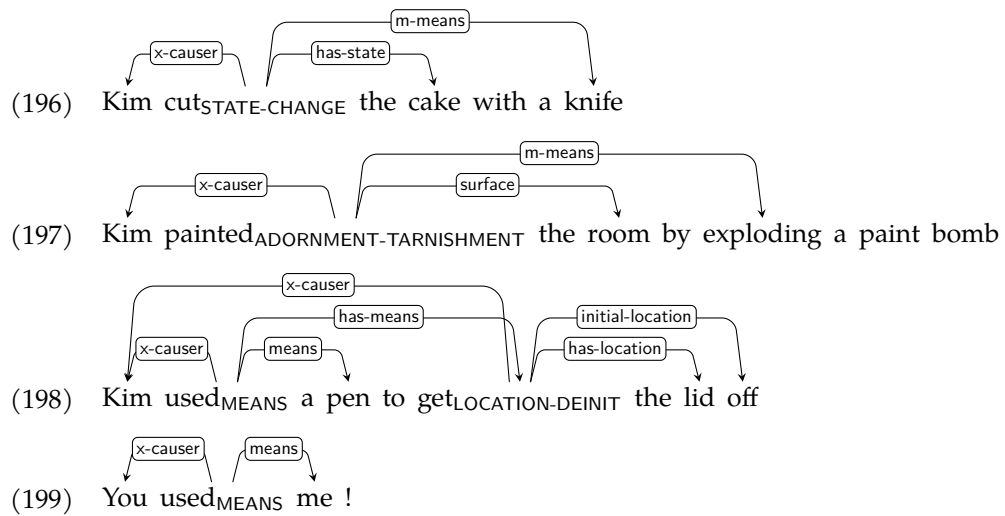 m-means
x-causer has-state
(196) Kim cutSTATE-CHANGE the cake with a knife
m-means
x-causer surface
(197) Kim paintedADORNMENT-TARNISHMENT the room by exploding a paint bomb
x-causer
has-means initial-location
x-causer means has-location
(198) Kim usedMEANS a pen to getLOCATION-DEINIT the lid off
x-causer means
(199) You usedMEANS me !